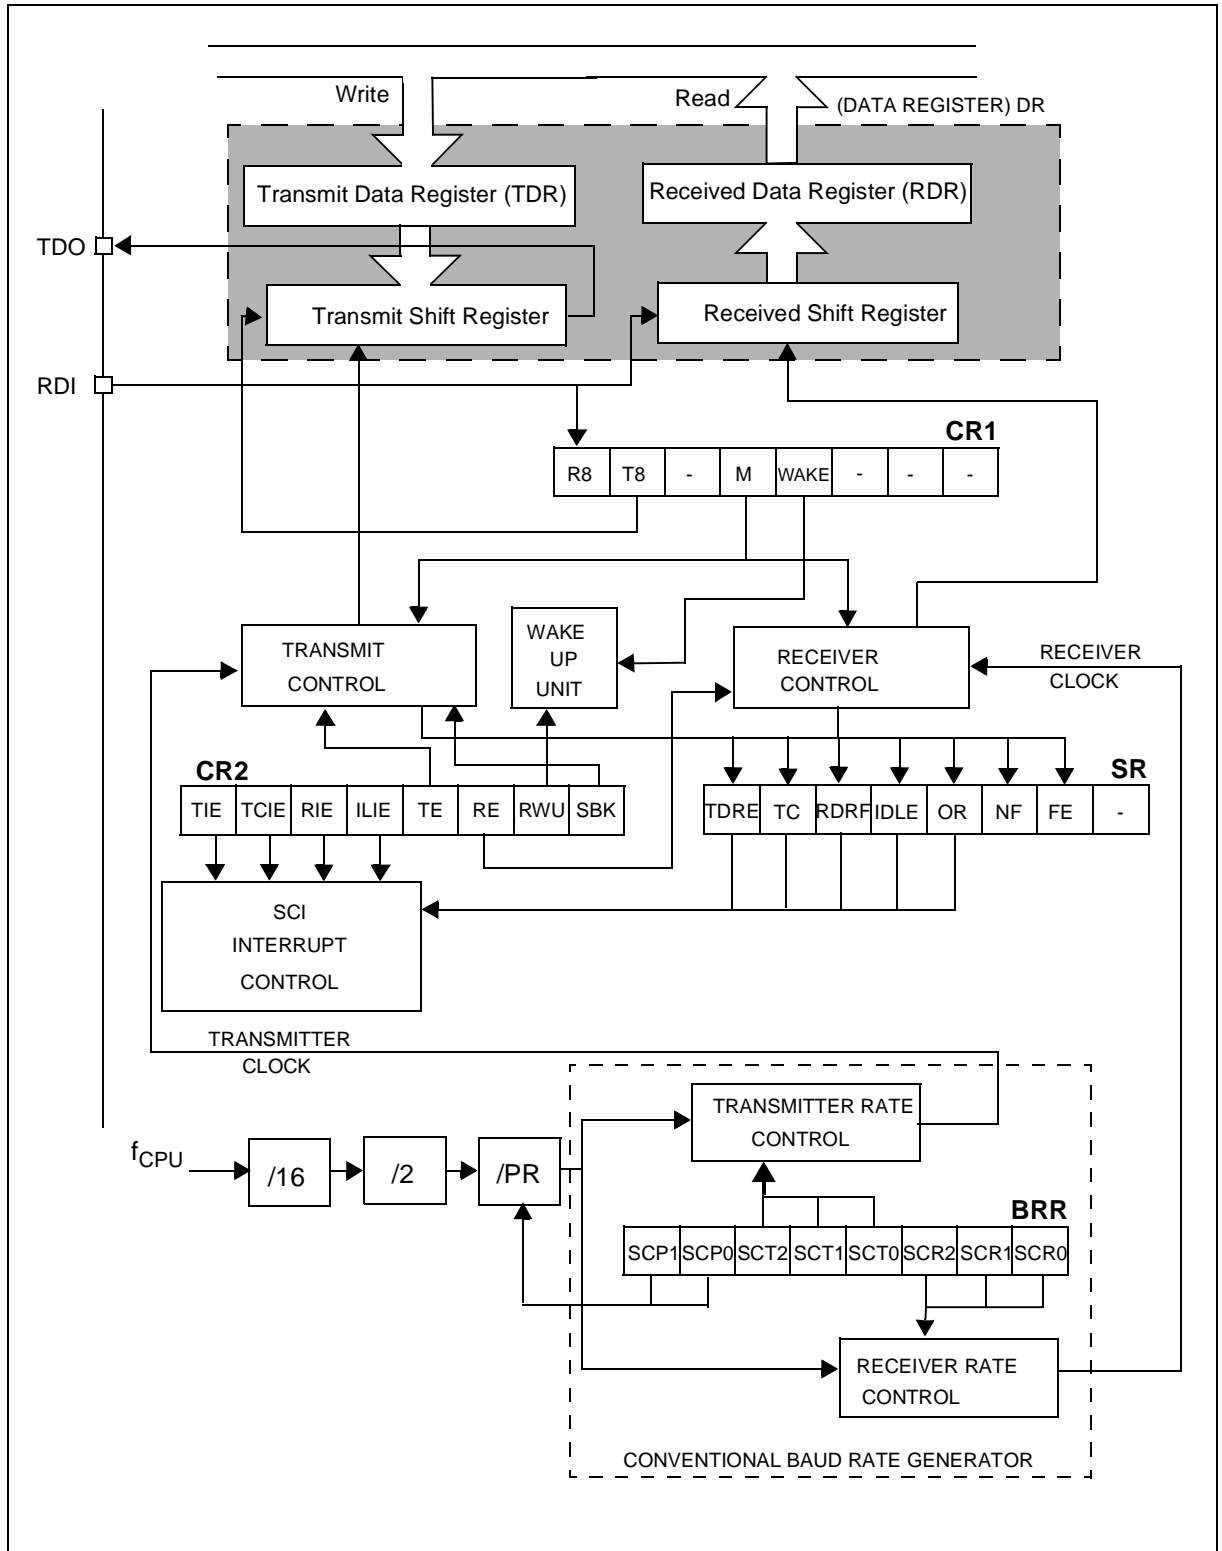 Write
Read
(DATA REGISTER) DR
Transmit Data Register (TDR)
Received Data Register (RDR)
TDO
Transmit Shift Register
Received Shift Register
RDI
CR1
R8 T8 - M WAKE - - -
TRANSMIT
CONTROL
WAKE
UP
UNIT
RECEIVER
CONTROL
RECEIVER
CLOCK
CR2
TIE TCIE RIE ILIE TE RE RWU SBK
SR
TDRE TC RDRF IDLE OR NF FE -
SCI
INTERRUPT
CONTROL
TRANSMITTER
CLOCK
TRANSMITTER RATE
CONTROL
fCPU
/16
/2
/PR
BRR
SCP1 SCP0 SCT2 SCT1 SCT0 SCR2 SCR1 SCR0
RECEIVER RATE
CONTROL
CONVENTIONAL BAUD RATE GENERATOR